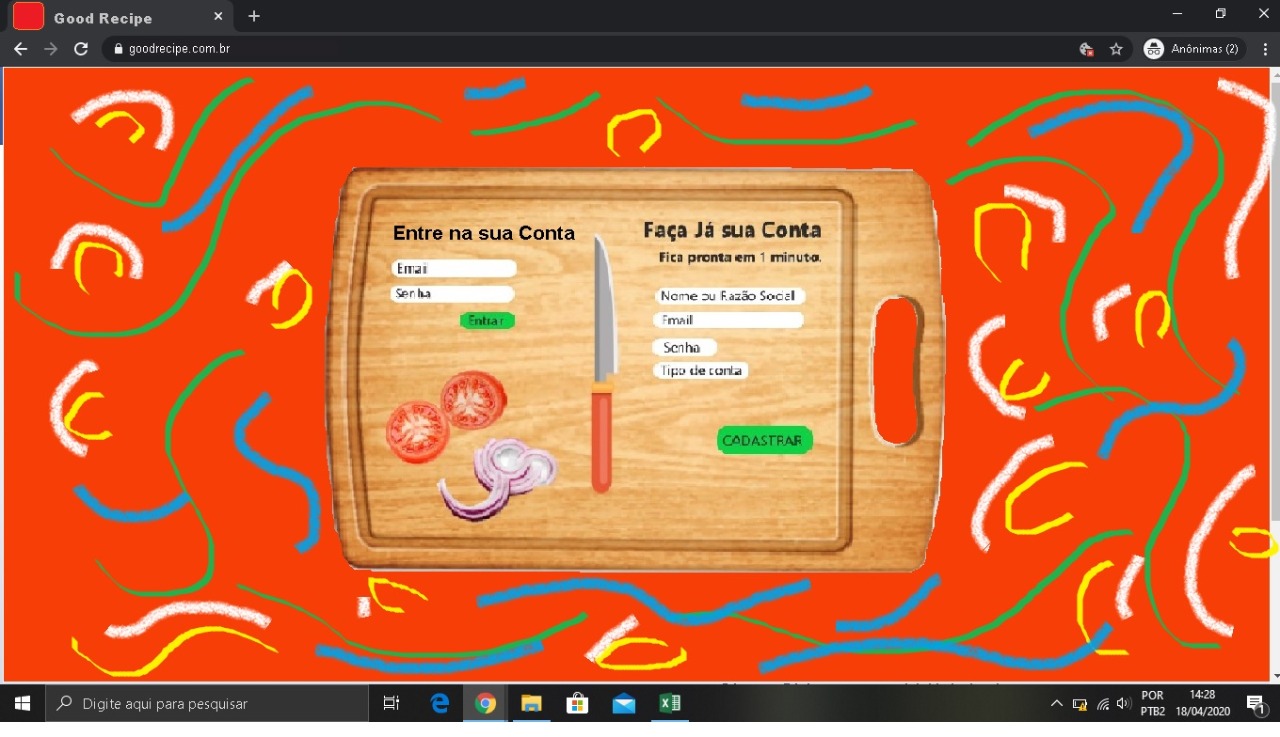 Good Recipe
goodrecipe.com.br
Anônimas (2)
Entre na sua Conta
Email
Senha
Entrar
Faça Já sua Conta
Fica pronta em 1 minuto.
Nome ou Razão Social
Email
Senha
Tipo de conta
CADASTRAR
Digite aqui para pesquisar
POR
PTB2
14:28
18/04/2020
1